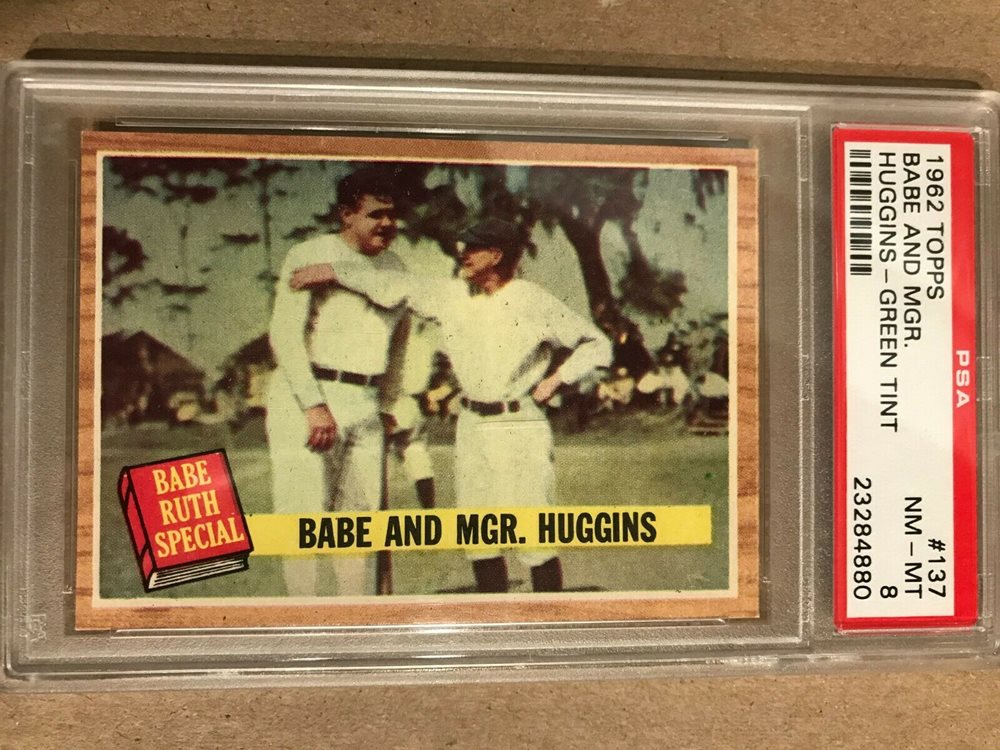 BABE
RUTH
SPECIAL
BABE AND MGR. HUGGINS
1962 TOPPS
BABE AND MGR.
HUGGINS - GREEN TINT
#137
NM - MT
8
23284880
PSA